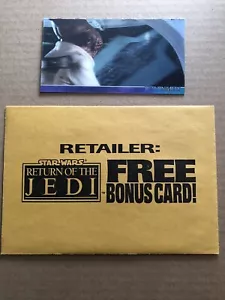 RETAILER:
STAR WARS
RETURN OF THE
JEDI
FREE
BONUS CARD!